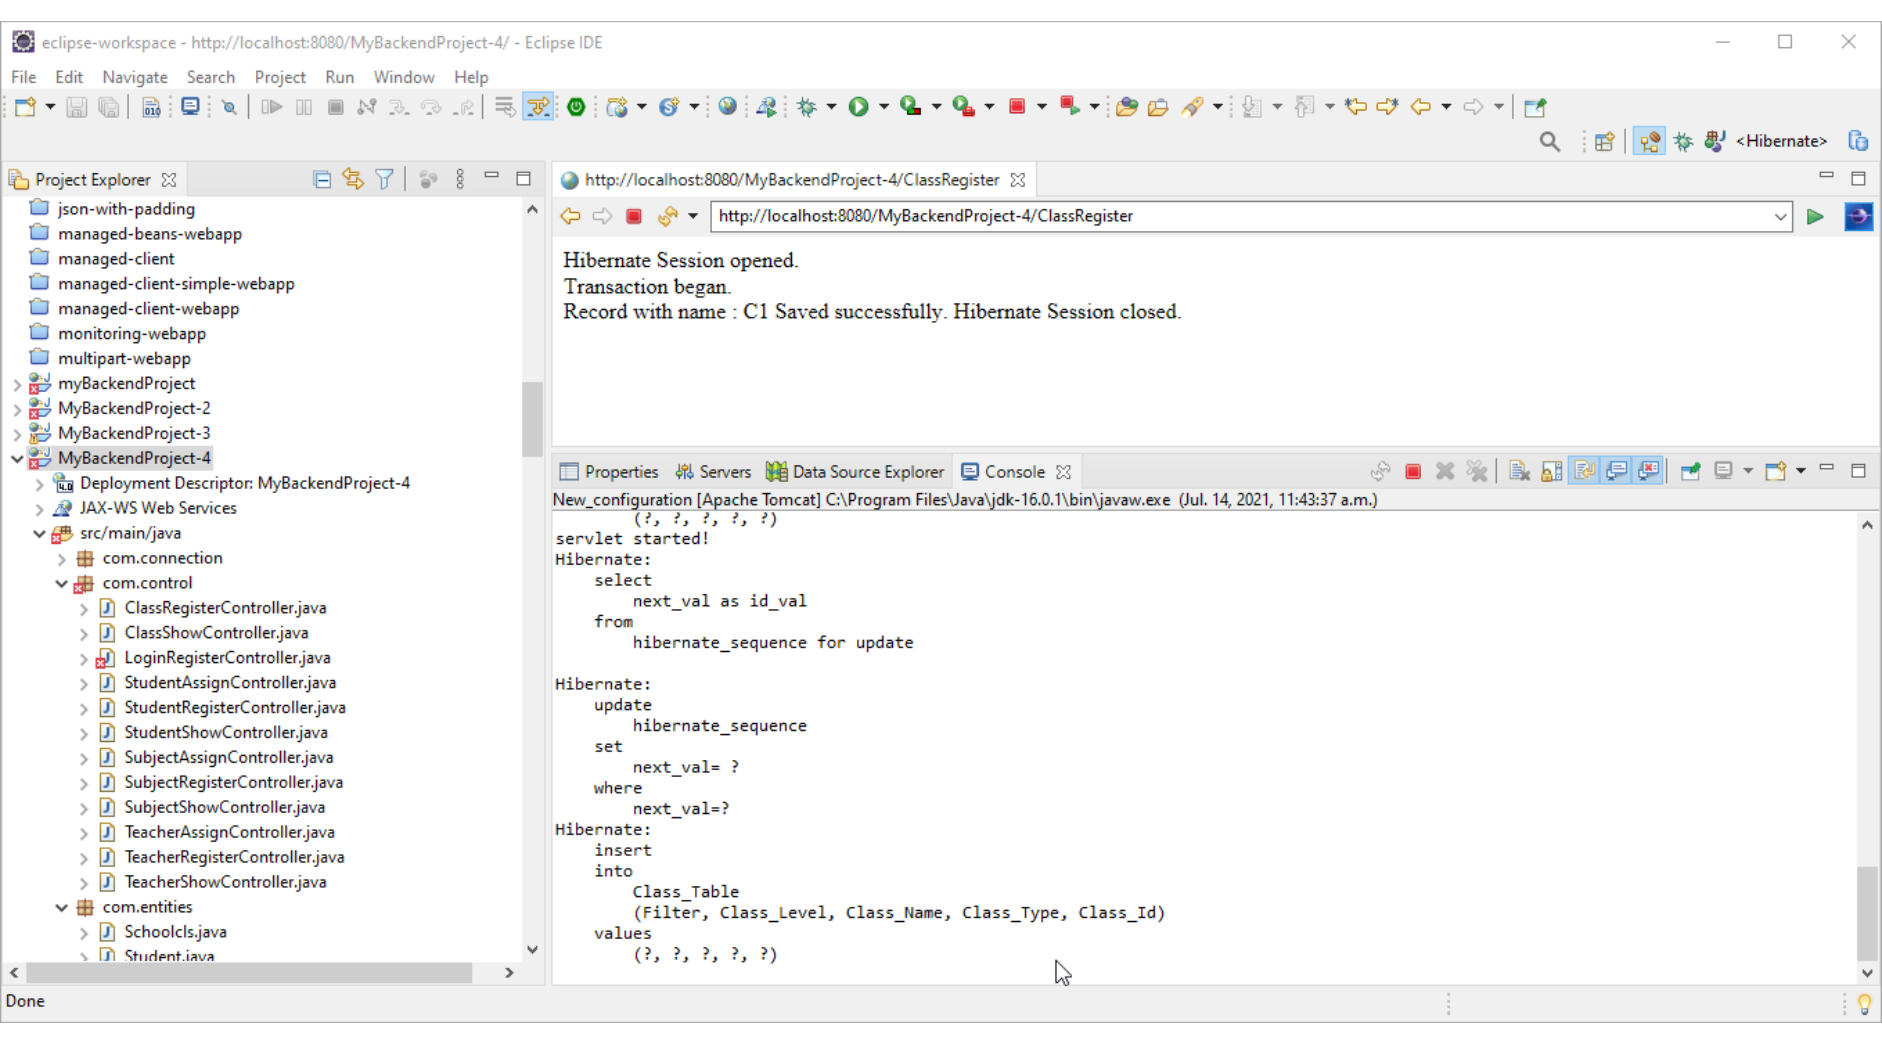 eclipse-workspace - http://localhost:8080/MyBackendProject-4/ - Eclipse IDE
File Edit Navigate Search Project Run Window Help
<Hibernate>
Project Explorer
json-with-padding
managed-beans-webapp
managed-client
managed-client-simple-webapp
managed-client-webapp
monitoring-webapp
multipart-webapp
myBackendProject
MyBackendProject-2
MyBackendProject-3
MyBackendProject-4
Deployment Descriptor: MyBackendProject-4
JAX-WS Web Services
src/main/java
com.connection
com.control
ClassRegisterController.java
ClassShowController.java
LoginRegisterController.java
StudentAssignController.java
StudentRegisterController.java
StudentShowController.java
SubjectAssignController.java
SubjectRegisterController.java
SubjectShowController.java
TeacherAssignController.java
TeacherRegisterController.java
TeacherShowController.java
com.entities
Schoolcls.java
Student.java
http://localhost:8080/MyBackendProject-4/ClassRegister
http://localhost:8080/MyBackendProject-4/ClassRegister
Hibernate Session opened.
Transaction began.
Record with name : C1 Saved successfully. Hibernate Session closed.
Properties Servers Data Source Explorer Console
New_configuration [Apache Tomcat] C:\Program Files\Java\jdk-16.0.1\bin\javaw.exe (Jul. 14, 2021, 11:43:37 a.m.)
(?, ?, ?, ?, ?)
servlet started!
Hibernate:
select
next_val as id_val
from
hibernate_sequence for update
Hibernate:
update
hibernate_sequence
set
next_val= ?
where
next_val=?
Hibernate:
insert
into
Class_Table
(Filter, Class_Level, Class_Name, Class_Type, Class_Id)
values
(?, ?, ?, ?, ?)
Done